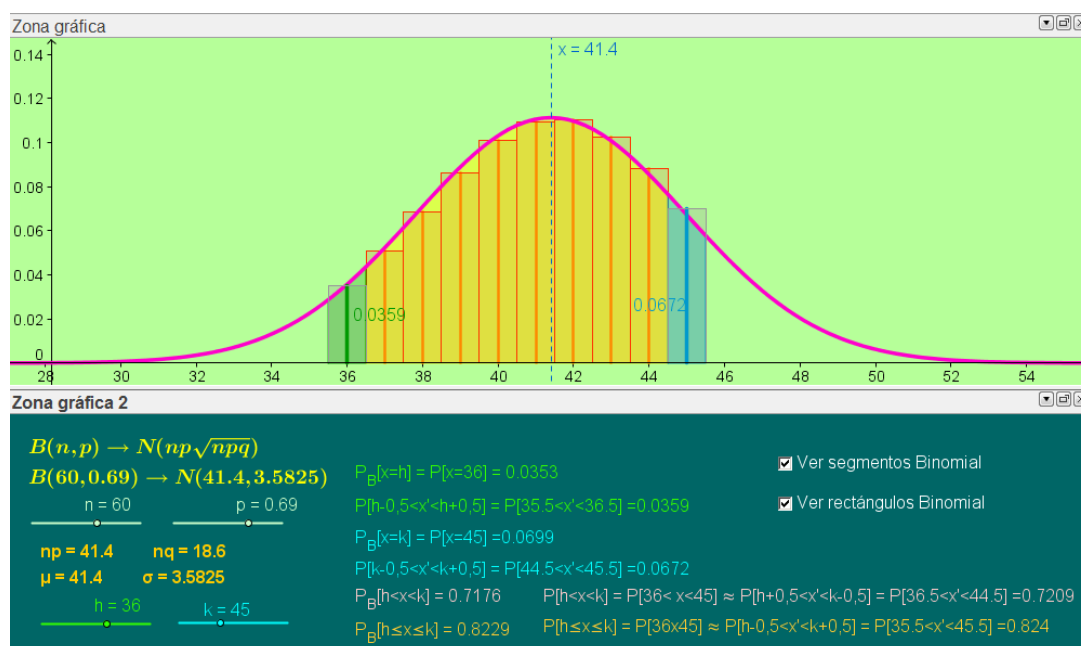 Zona gráfica
x = 41.4
0.14
0.12
0.1
0.08
0.06
0.04
0.02
0
0.0359
0.0672
28 30 32 34 36 38 40 42 44 46 48 50 52 54
Zona gráfica 2
B(n,p) → N(np√npq)
B(60,0.69) → N(41.4,3.5825)
n = 60 p = 0.69
np = 41.4 nq = 18.6
μ = 41.4 σ = 3.5825
h = 36 k = 45
P_B[x=h] = P[x=36] = 0.0353
P[h-0,5<x'<h+0,5] = P[35.5<x'<36.5] =0.0359
P_B[x=k] = P[x=45] =0.0699
P[k-0,5<x'<k+0,5] = P[44.5<x'<45.5] =0.0672
P_B[h<x<k] = 0.7176 P[h<x<k] = P[36< x<45] ≈ P[h+0,5<x'<k-0,5] = P[36.5<x'<44.5] =0.7209
P_B[h≤x≤k] = 0.8229 P[h≤x≤k] = P[36x45] ≈ P[h-0,5<x'<k+0,5] = P[35.5<x'<45.5] =0.824
Ver segmentos Binomial
Ver rectángulos Binomial